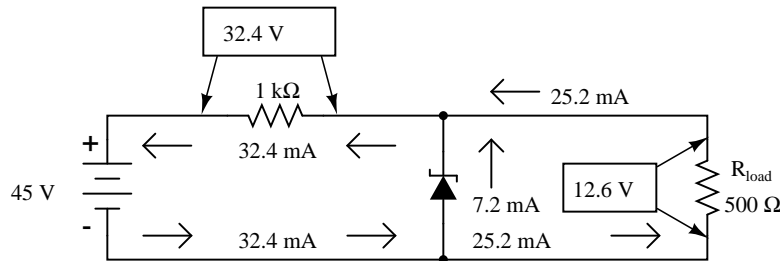 32.4 V
1 kΩ
25.2 mA
+
32.4 mA
R_load
45 V
12.6 V
7.2 mA
500 Ω
-
32.4 mA
25.2 mA